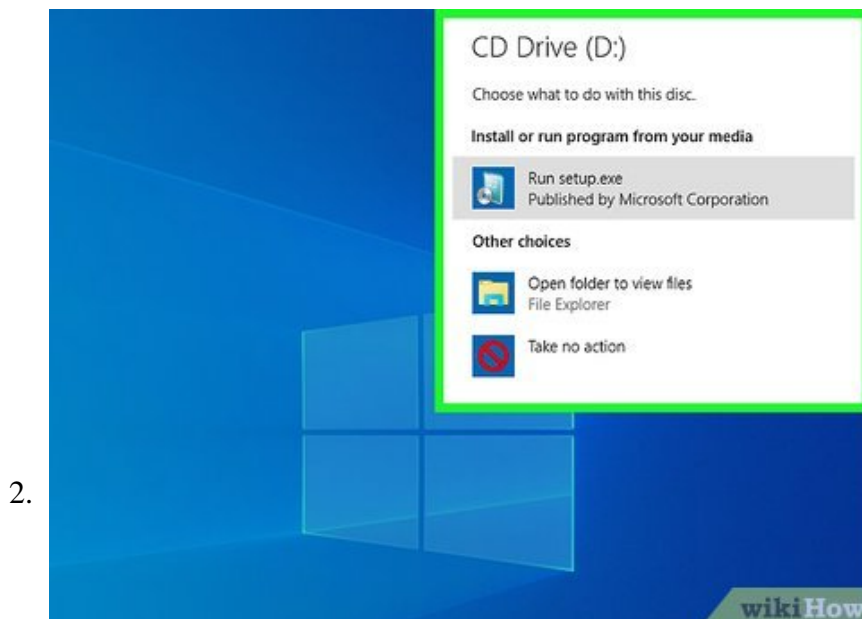 CD Drive (D:)
Choose what to do with this disc.
Install or run program from your media
Run setup.exe
Published by Microsoft Corporation
Other choices
Open folder to view files
File Explorer
Take no action
2.
wikiHow